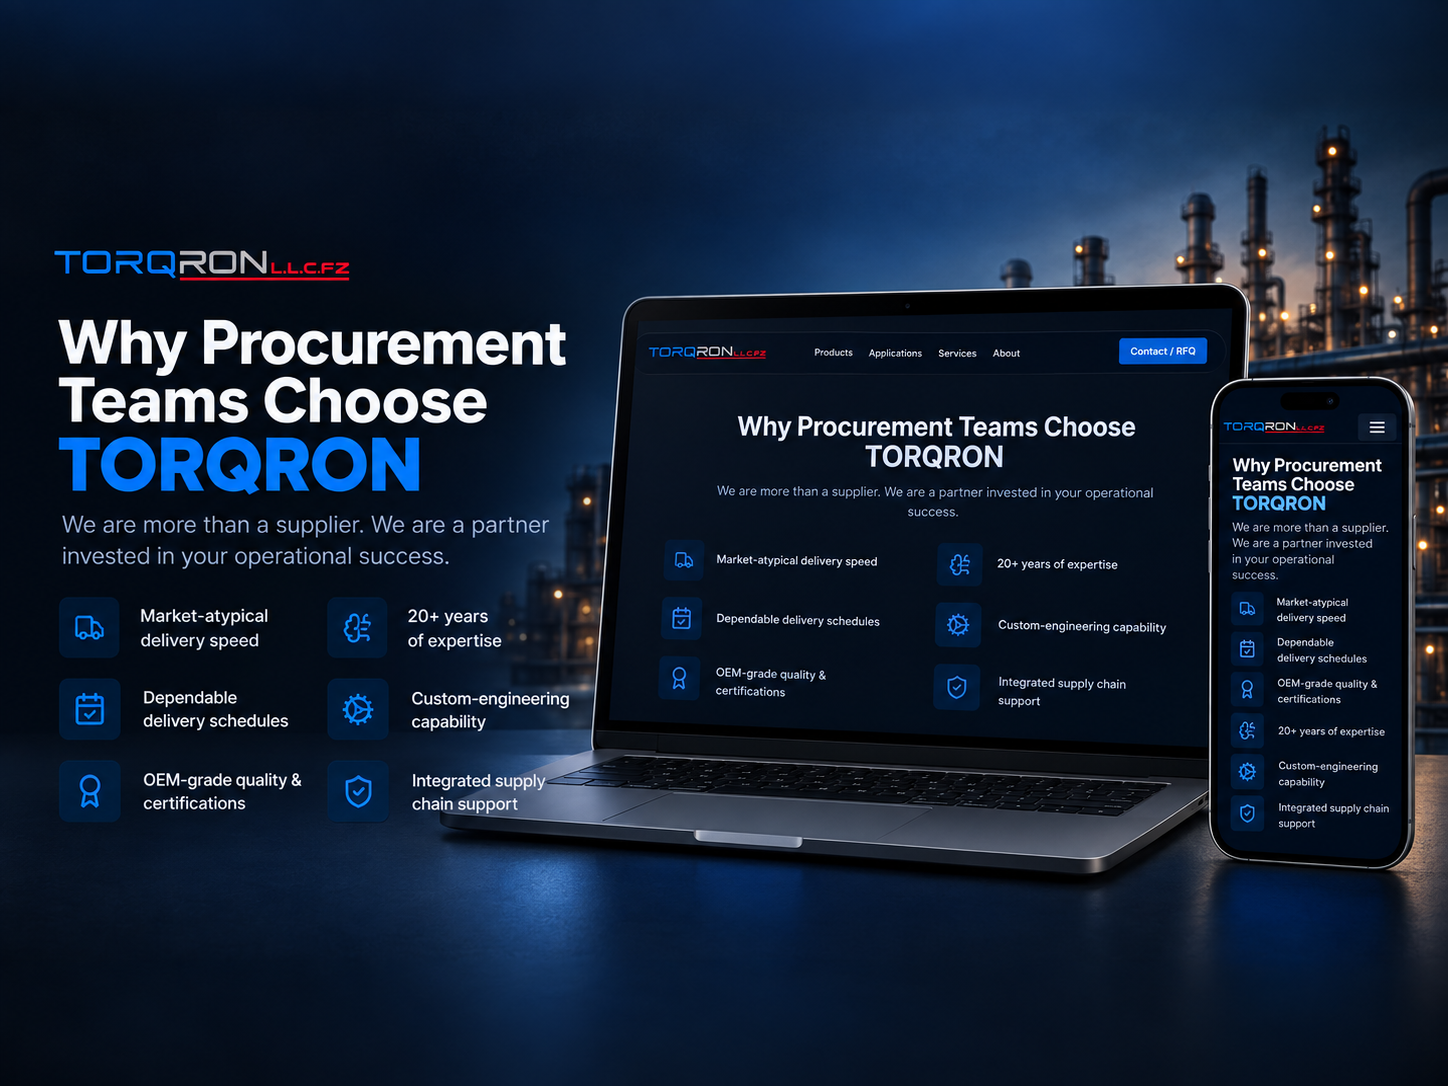 TORQRON L.L.C.FZ
Why Procurement
Teams Choose
TORQRON
We are more than a supplier. We are a partner
invested in your operational success.
Market-atypical
delivery speed
20+ years
of expertise
Dependable
delivery schedules
Custom-engineering
capability
OEM-grade quality &
certifications
Integrated supply
chain support
TORQRON L.L.C.FZ
Products
Applications
Services
About
Contact / RFQ
Why Procurement Teams Choose
TORQRON
We are more than a supplier. We are a partner invested in your operational
success.
Market-atypical delivery speed
20+ years of expertise
Dependable delivery schedules
Custom-engineering capability
OEM-grade quality &
certifications
Integrated supply chain
support
TORQRON L.L.C.FZ
Why Procurement
Teams Choose
TORQRON
We are more than a supplier.
We are a partner invested
in your operational
success.
Market-atypical
delivery speed
Dependable
delivery schedules
OEM-grade quality &
certifications
20+ years of expertise
Custom-engineering
capability
Integrated supply chain
support